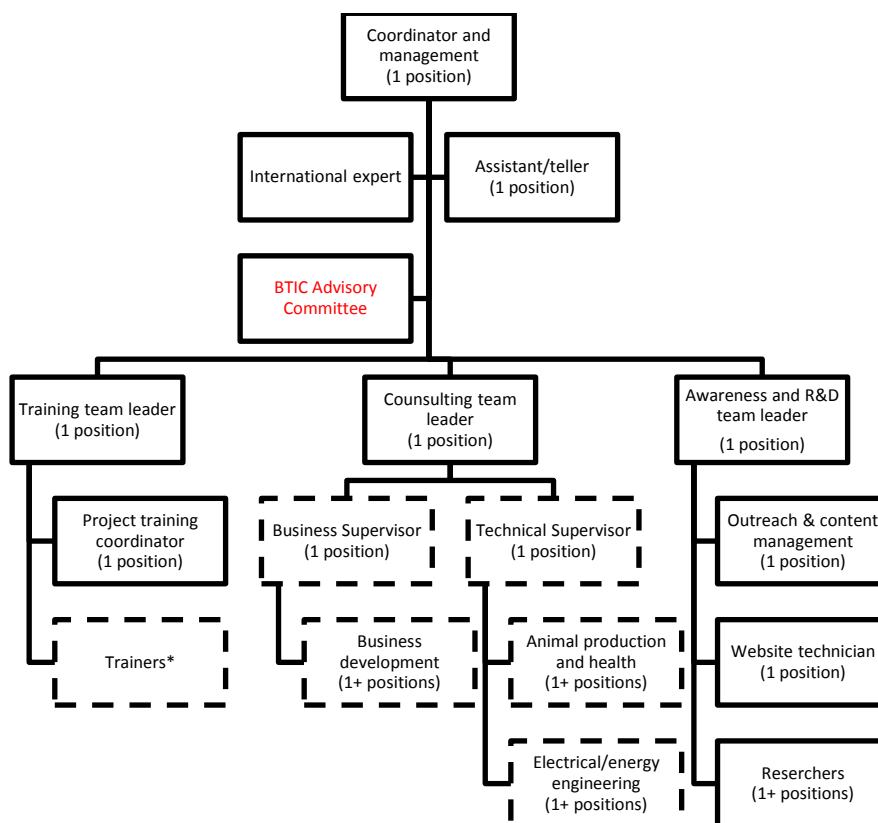 Coordinator and
management
(1 position)
International expert
Assistant/teller
(1 position)
BTIC Advisory
Committee
Training team leader
(1 position)
Counsulting team
leader
(1 position)
Awareness and R&D
team leader
(1 position)
Project training
coordinator
(1 position)
Business Supervisor
(1 position)
Technical Supervisor
(1 position)
Outreach & content
management
(1 position)
Trainers*
Business
development
(1+ positions)
Animal production
and health
(1+ positions)
Website technician
(1 position)
Electrical/energy
engineering
(1+ positions)
Reserchers
(1+ positions)